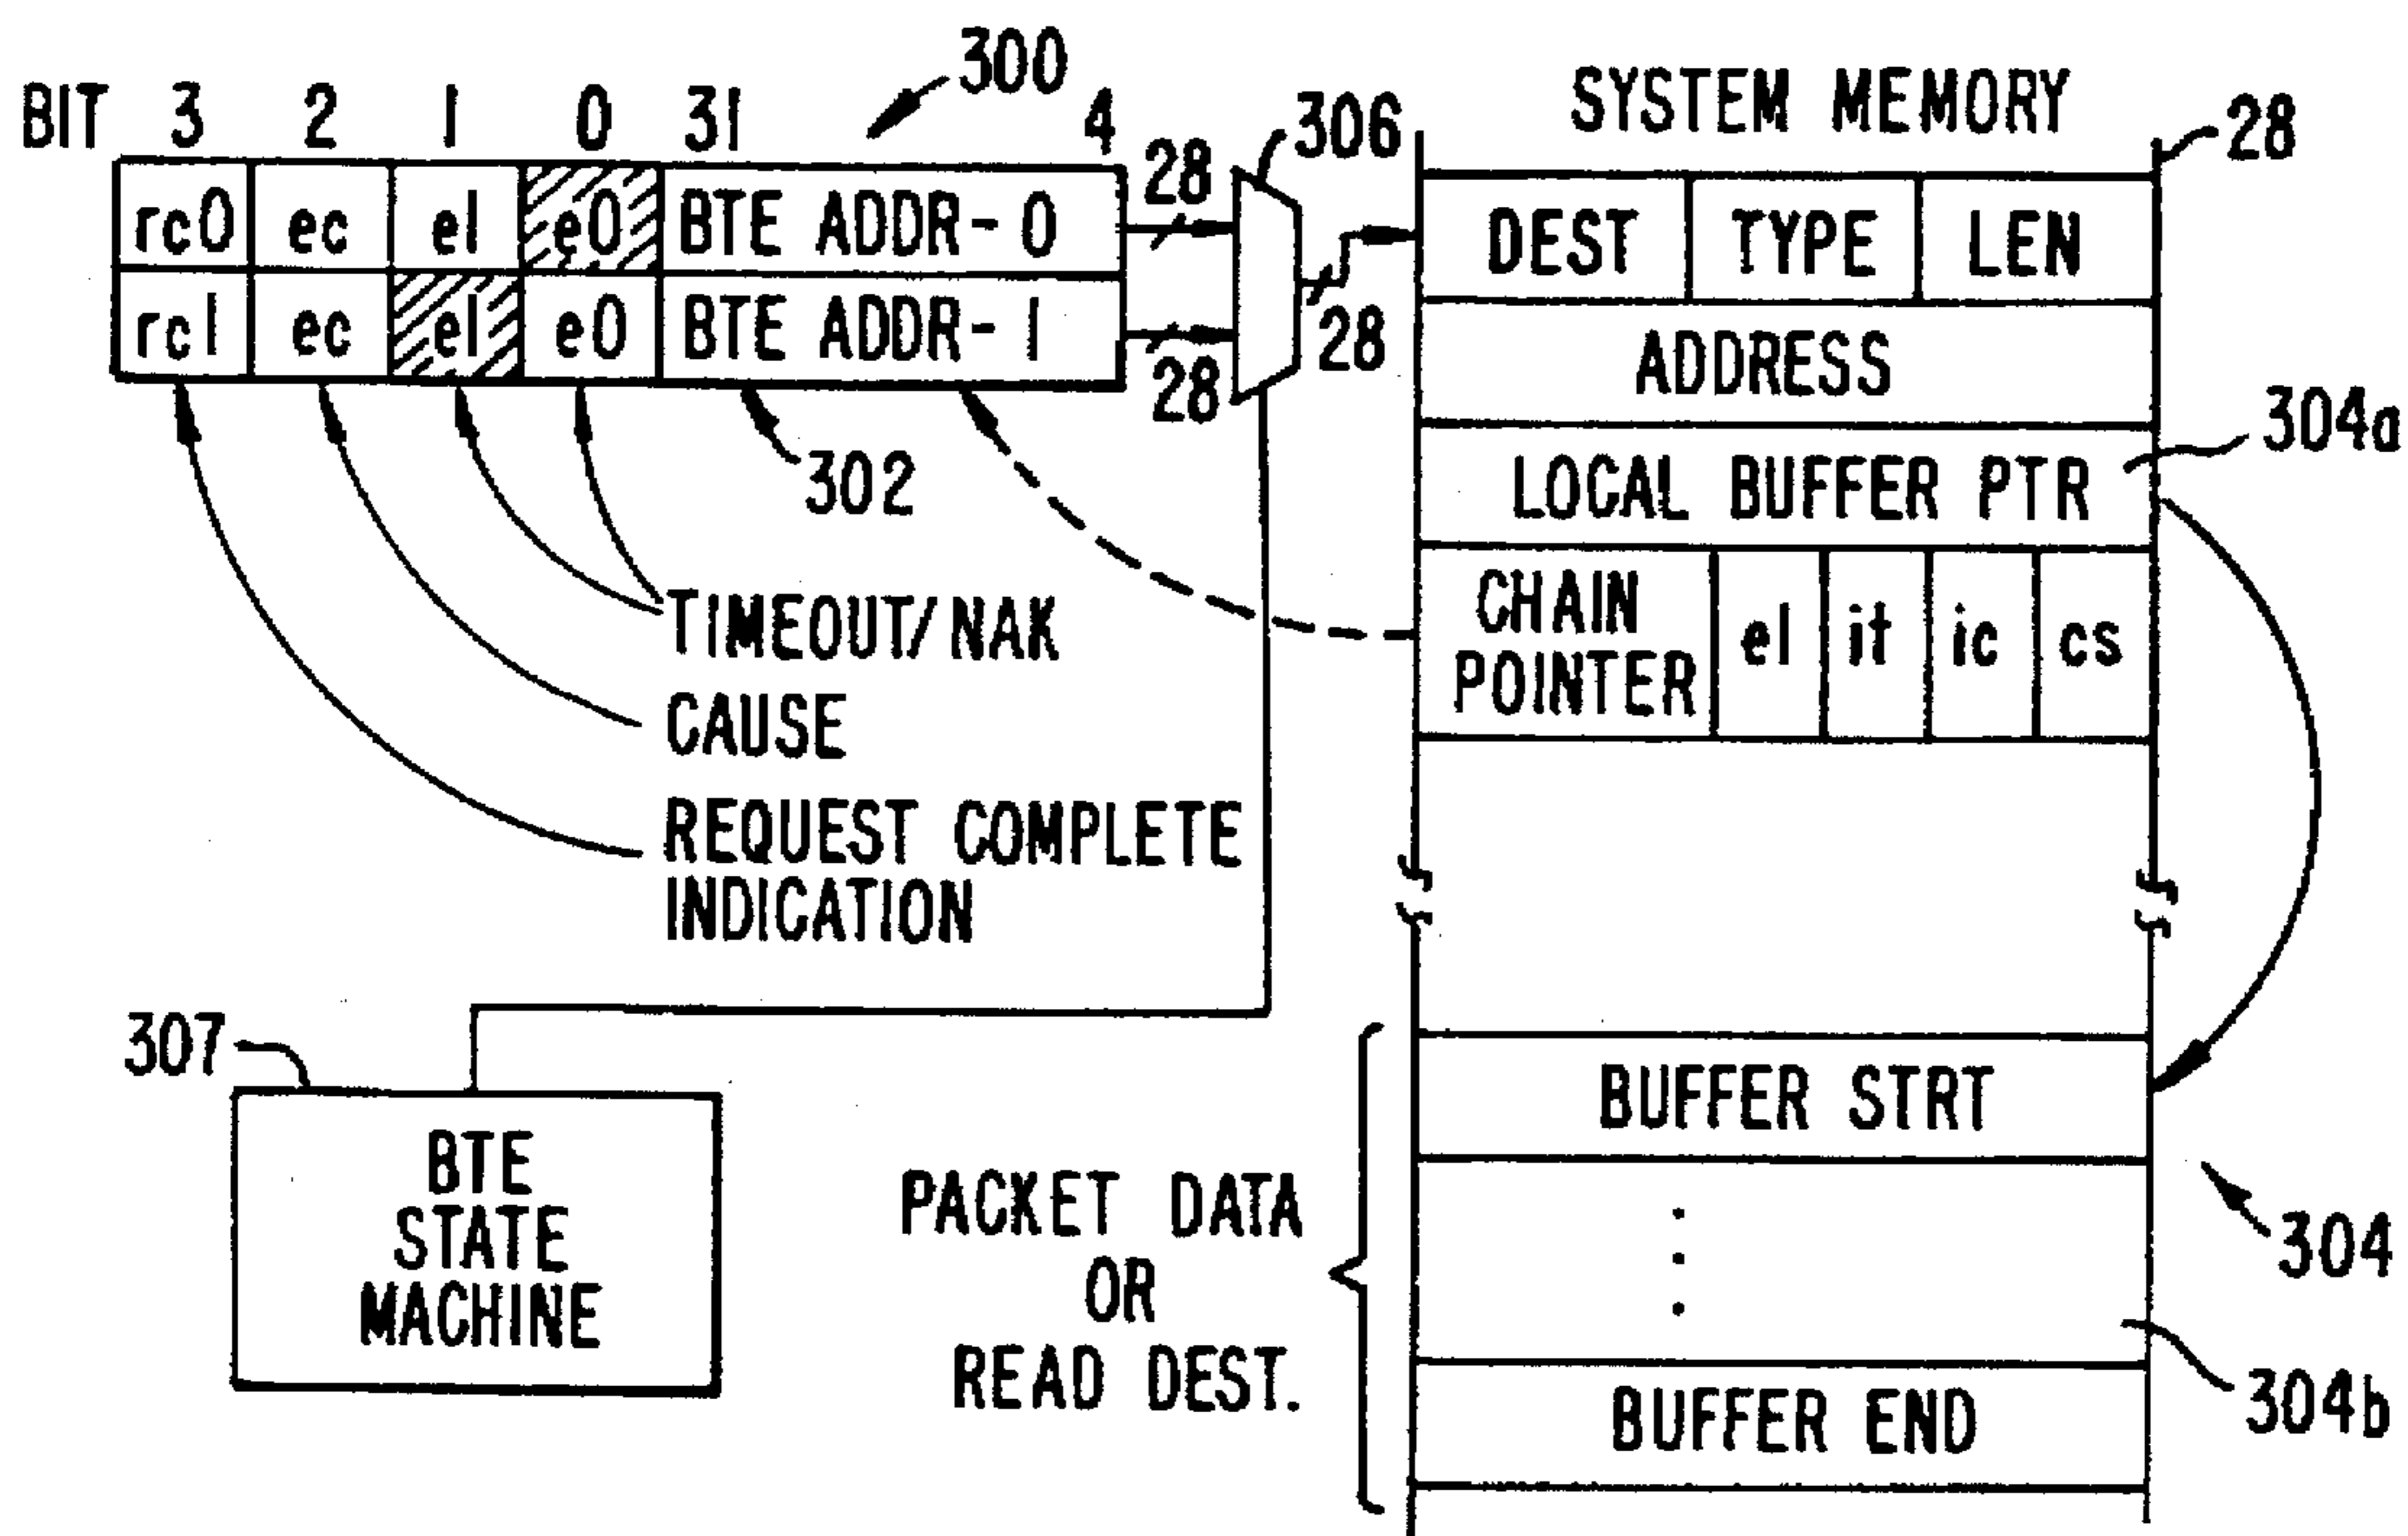 300
BIT 3 2 1 0 31 4
SYSTEM MEMORY
28
306
28
rc0 ec e1 e0 BTE ADDR-0
DEST TYPE LEN
rc1 ec e1 e0 BTE ADDR-1
28
28
ADDRESS
304a
302
LOCAL BUFFER PTR
TIMEOUT/NAK
CHAIN POINTER el it ic cs
CAUSE
REQUEST COMPLETE
INDICATION
307
BTE
STATE
MACHINE
BUFFER STRT
PACKET DATA
OR
READ DEST.
304
304b
BUFFER END